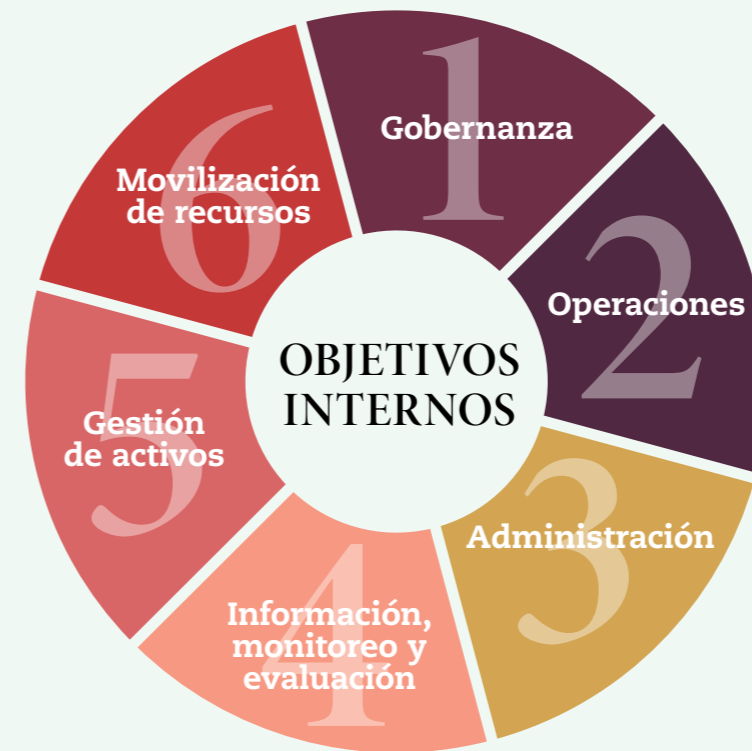 OBJETIVOS
INTERNOS
1
Gobernanza
2
Operaciones
3
Administración
4
Información,
monitoreo y
evaluación
5
Gestión
de activos
6
Movilización
de recursos